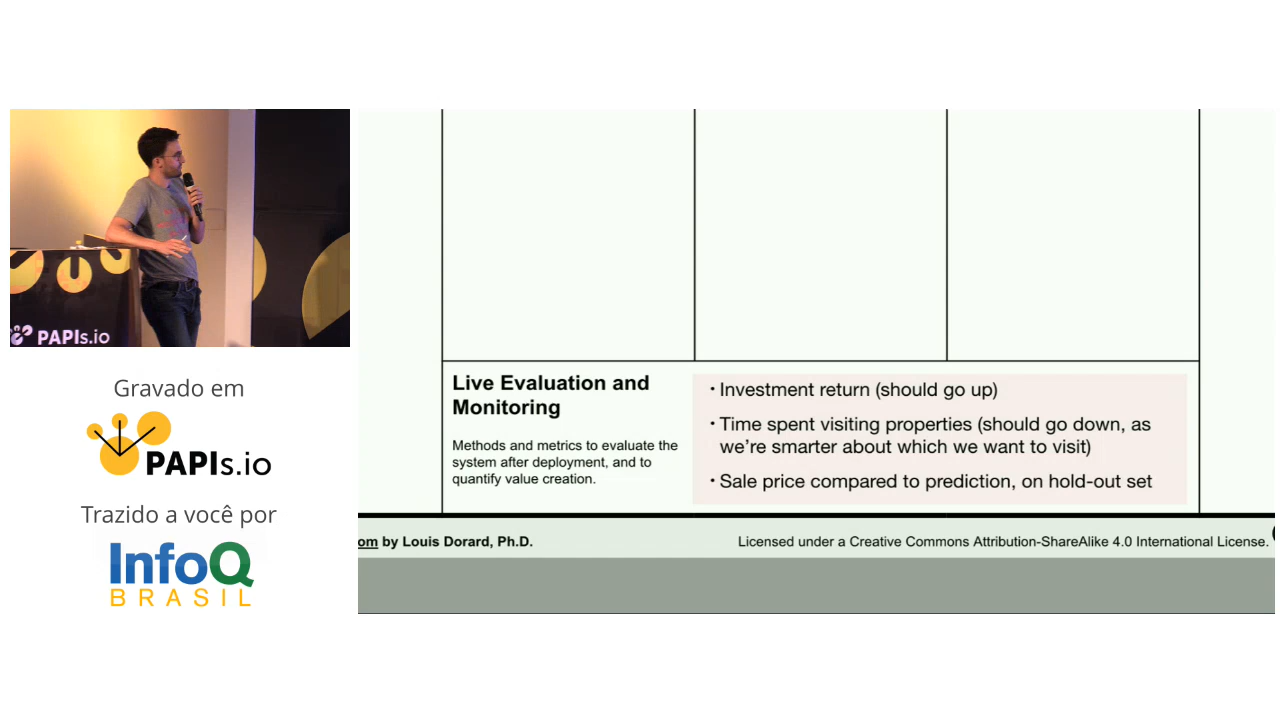 PAPIs.io
Gravado em
PAPIs.io
Trazido a você por
InfoQ
BRASIL
Live Evaluation and
Monitoring
Methods and metrics to evaluate the
system after deployment, and to
quantify value creation.
• Investment return (should go up)
• Time spent visiting properties (should go down, as
we’re smarter about which we want to visit)
• Sale price compared to prediction, on hold-out set
om by Louis Dorard, Ph.D.
Licensed under a Creative Commons Attribution-ShareAlike 4.0 International License.